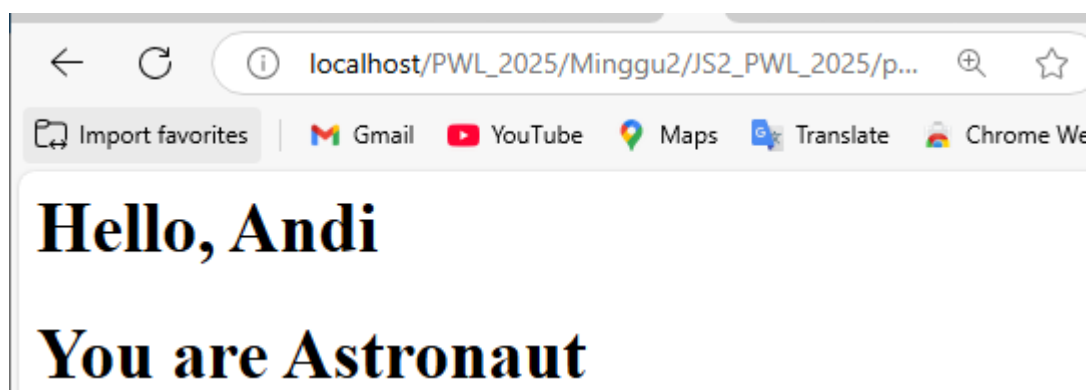 localhost/PWL_2025/Minggu2/JS2_PWL_2025/p...
Import favorites Gmail YouTube Maps Translate Chrome We
Hello, Andi
You are Astronaut